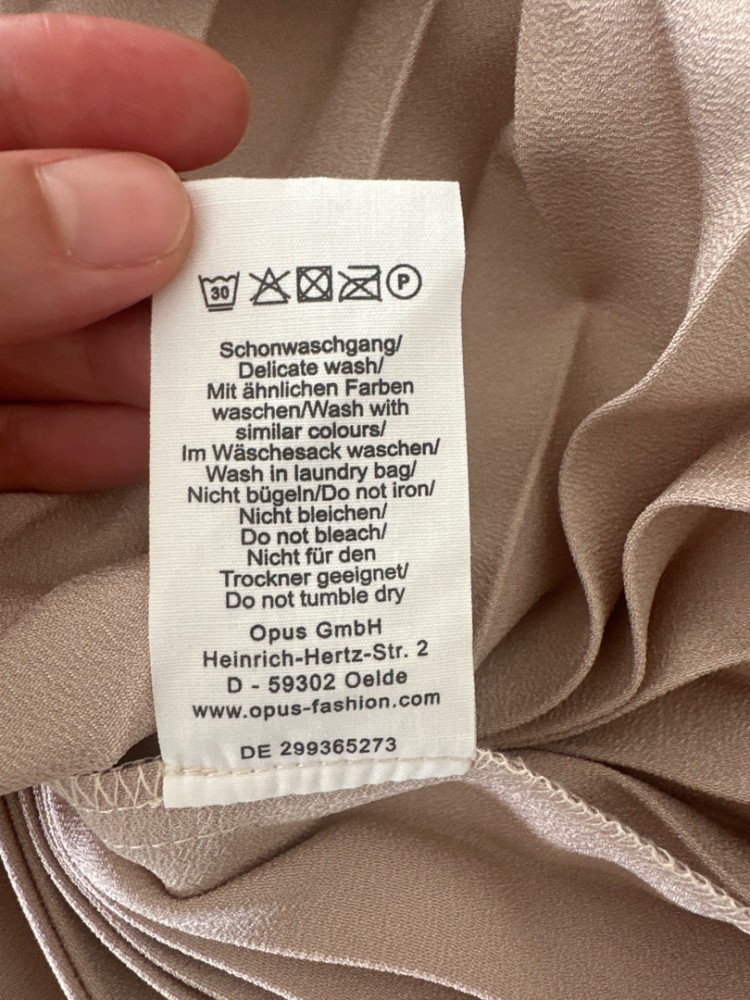 30 P
Schonwaschgang/
Delicate wash/
Mit ähnlichen Farben
waschen/Wash with
similar colours/
Im Wäschesack waschen/
Wash in laundry bag/
Nicht bügeln/Do not iron/
Nicht bleichen/
Do not bleach/
Nicht für den
Trockner geeignet/
Do not tumble dry
Opus GmbH
Heinrich-Hertz-Str. 2
D - 59302 Oelde
www.opus-fashion.com
DE 299365273